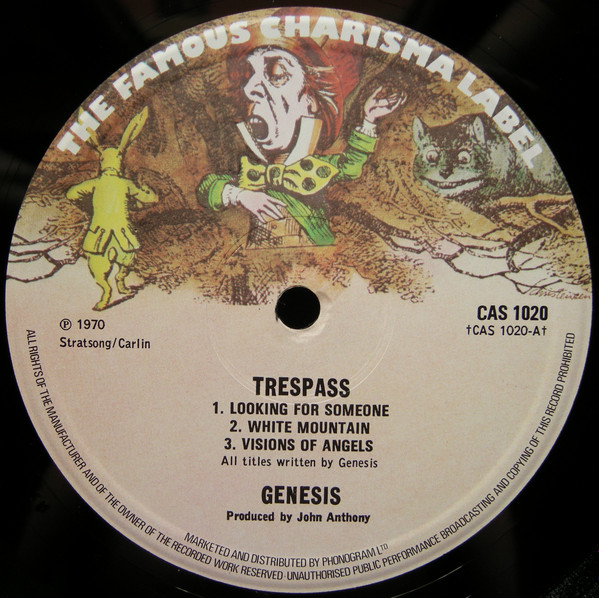 THE FAMOUS CHARISMA LABEL
℗ 1970
Stratsong/Carlin
CAS 1020
†CAS 1020-A†
TRESPASS
1. LOOKING FOR SOMEONE
2. WHITE MOUNTAIN
3. VISIONS OF ANGELS
All titles written by Genesis
GENESIS
Produced by John Anthony
MARKETED AND DISTRIBUTED BY PHONOGRAM LTD
ALL RIGHTS OF THE MANUFACTURER AND OF THE OWNER OF THE RECORDED WORK RESERVED·UNAUTHORISED PUBLIC PERFORMANCE BROADCASTING AND COPYING OF THIS RECORD PROHIBITED